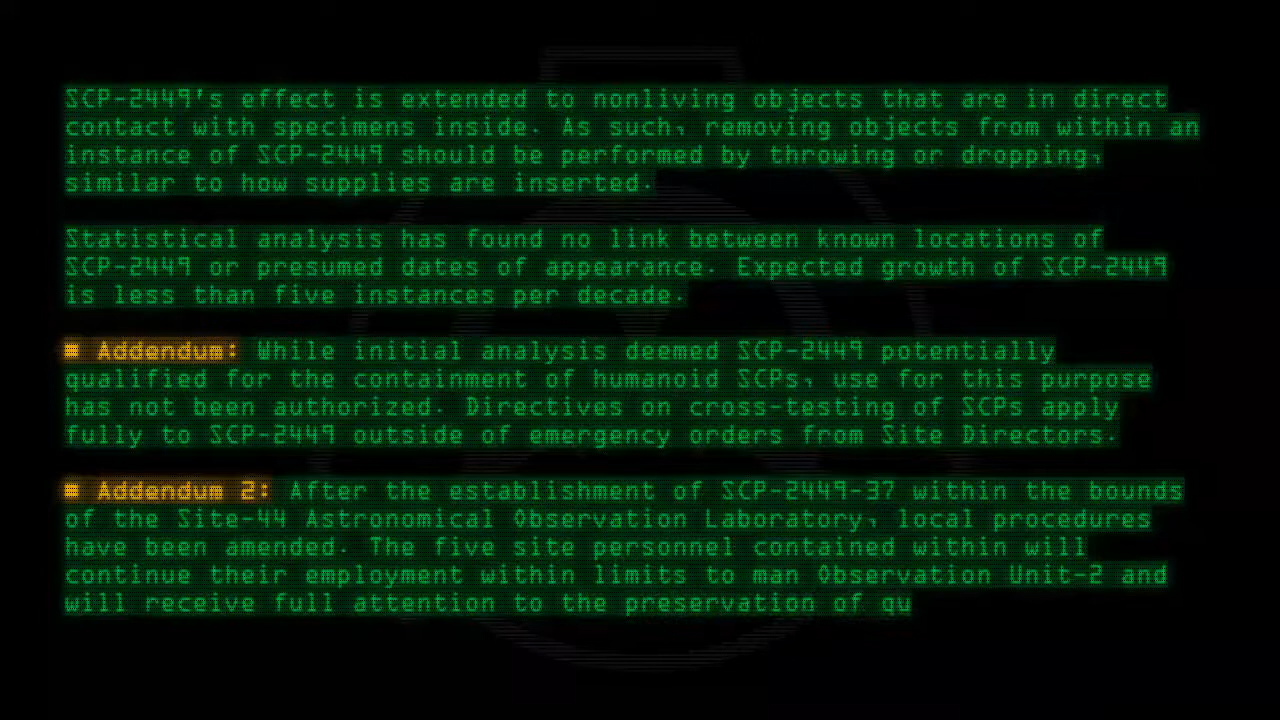 SCP-2449's effect is extended to nonliving objects that are in direct
contact with specimens inside. As such, removing objects from within an
instance of SCP-2449 should be performed by throwing or dropping,
similar to how supplies are inserted.
Statistical analysis has found no link between known locations of
SCP-2449 or presumed dates of appearance. Expected growth of SCP-2449
is less than five instances per decade.
■ Addendum: While initial analysis deemed SCP-2449 potentially
qualified for the containment of humanoid SCPs, use for this purpose
has not been authorized. Directives on cross-testing of SCPs apply
fully to SCP-2449 outside of emergency orders from Site Directors.
■ Addendum 2: After the establishment of SCP-2449-37 within the bounds
of the Site-44 Astronomical Observation Laboratory, local procedures
have been amended. The five site personnel contained within will
continue their employment within limits to man Observation Unit-2 and
will receive full attention to the preservation of qu